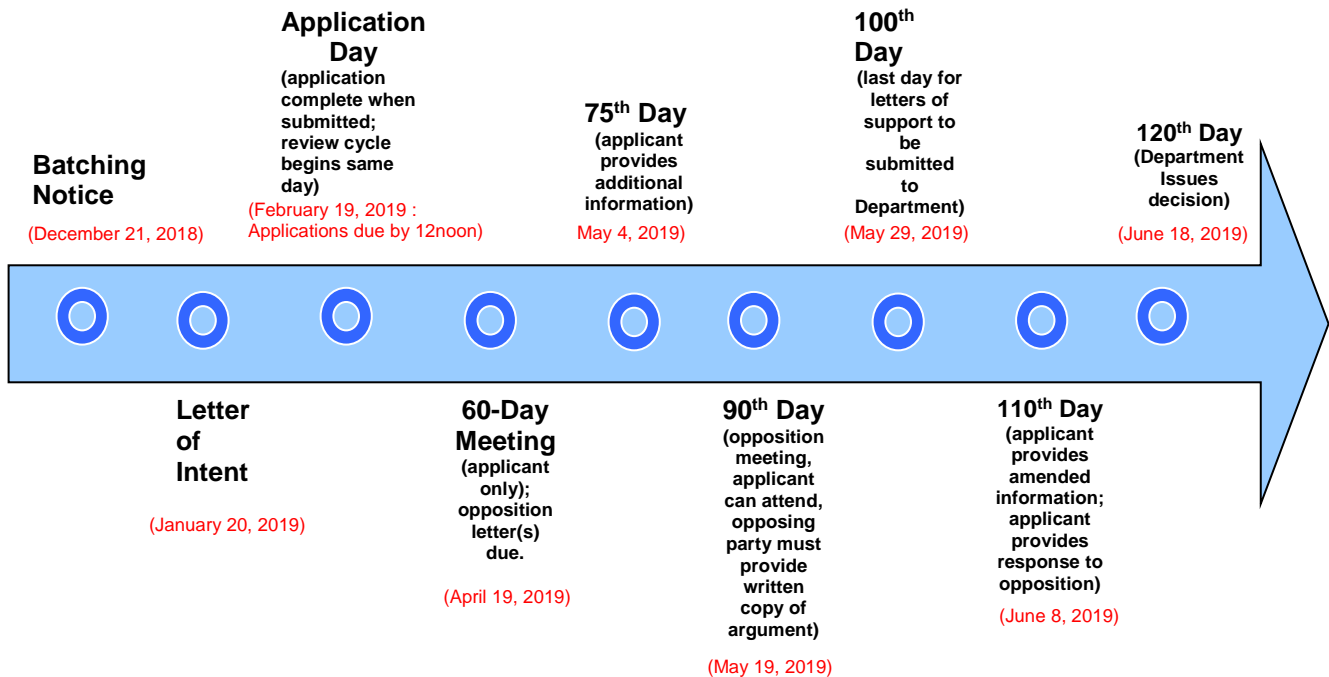 Batching
Notice
(December 21, 2018)
Letter
of
Intent
(January 20, 2019)
Application
Day
(application
complete when
submitted;
review cycle
begins same
day)
(February 19, 2019 :
Applications due by 12noon)
60-Day
Meeting
(applicant
only);
opposition
letter(s)
due.
(April 19, 2019)
75th Day
(applicant
provides
additional
information)
May 4, 2019)
90th Day
(opposition
meeting,
applicant
can attend,
opposing
party must
provide
written
copy of
argument)
(May 19, 2019)
100th
Day
(last day for
letters of
support to
be
submitted
to
Department)
(May 29, 2019)
110th Day
(applicant
provides
amended
information;
applicant
provides
response to
opposition)
(June 8, 2019)
120th Day
(Department
Issues
decision)
(June 18, 2019)